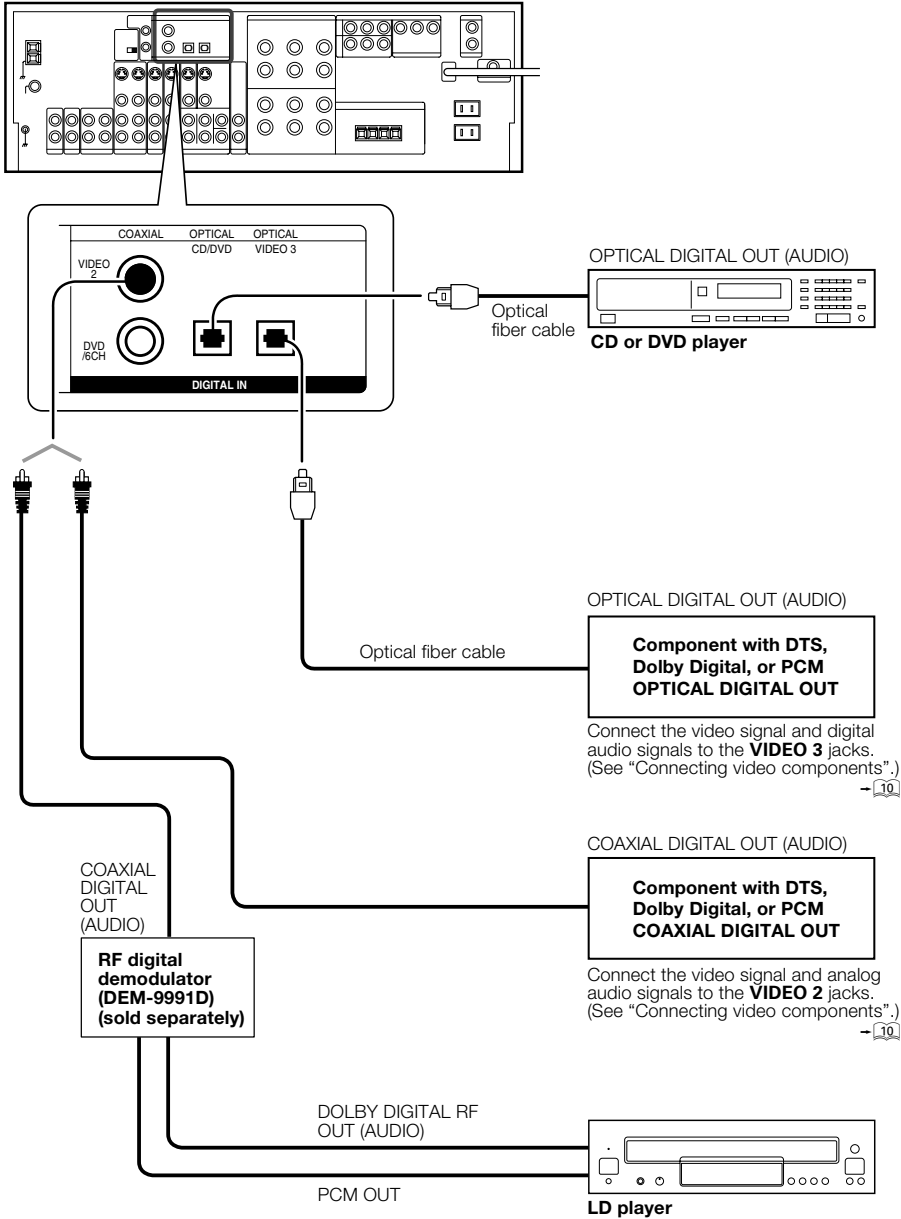 COAXIAL
OPTICAL
CD/DVD
OPTICAL
VIDEO 3
VIDEO
2
DVD
/6CH
DIGITAL IN
OPTICAL DIGITAL OUT (AUDIO)
Optical
fiber cable
CD or DVD player
OPTICAL DIGITAL OUT (AUDIO)
Optical fiber cable
Component with DTS,
Dolby Digital, or PCM
OPTICAL DIGITAL OUT
Connect the video signal and digital
audio signals to the VIDEO 3 jacks.
(See “Connecting video components”.)
10
COAXIAL DIGITAL OUT (AUDIO)
Component with DTS,
Dolby Digital, or PCM
COAXIAL DIGITAL OUT
Connect the video signal and analog
audio signals to the VIDEO 2 jacks.
(See “Connecting video components”.)
10
COAXIAL
DIGITAL
OUT
(AUDIO)
RF digital
demodulator
(DEM-9991D)
(sold separately)
DOLBY DIGITAL RF
OUT (AUDIO)
PCM OUT
LD player